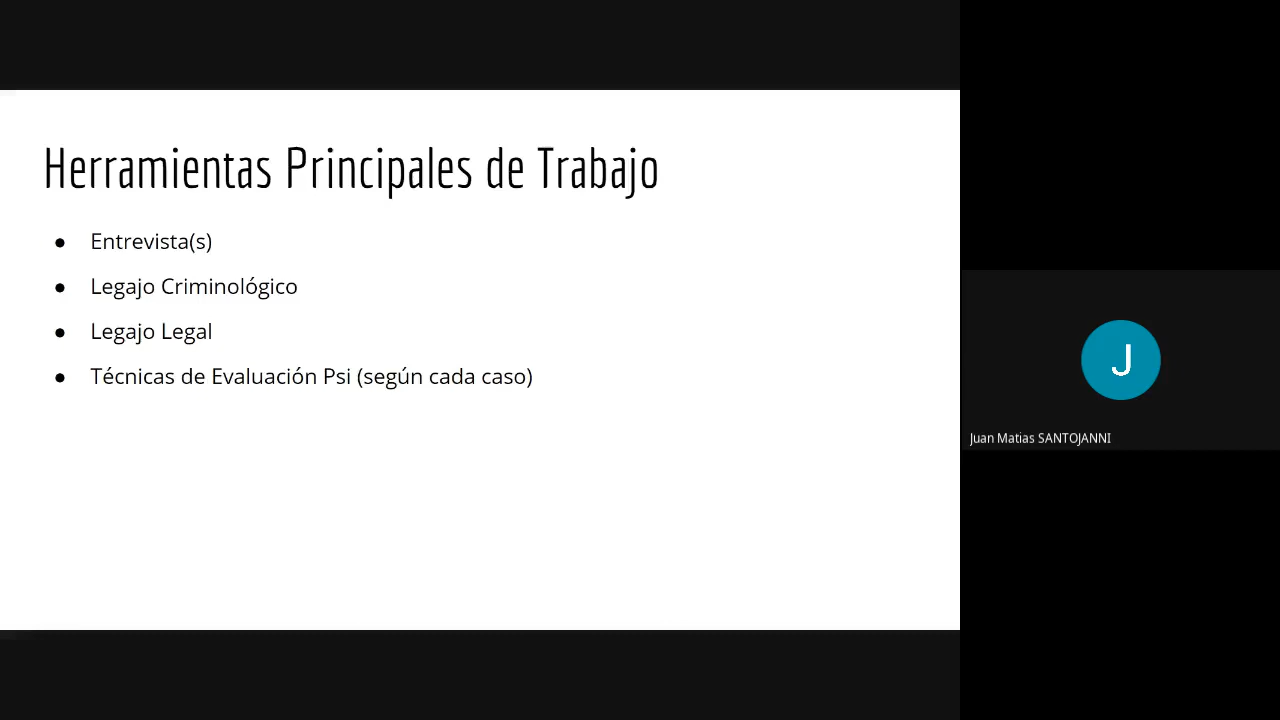 Herramientas Principales de Trabajo
● Entrevista(s)
● Legajo Criminológico
● Legajo Legal
● Técnicas de Evaluación Psi (según cada caso)
J
Juan Matias SANTOJANNI